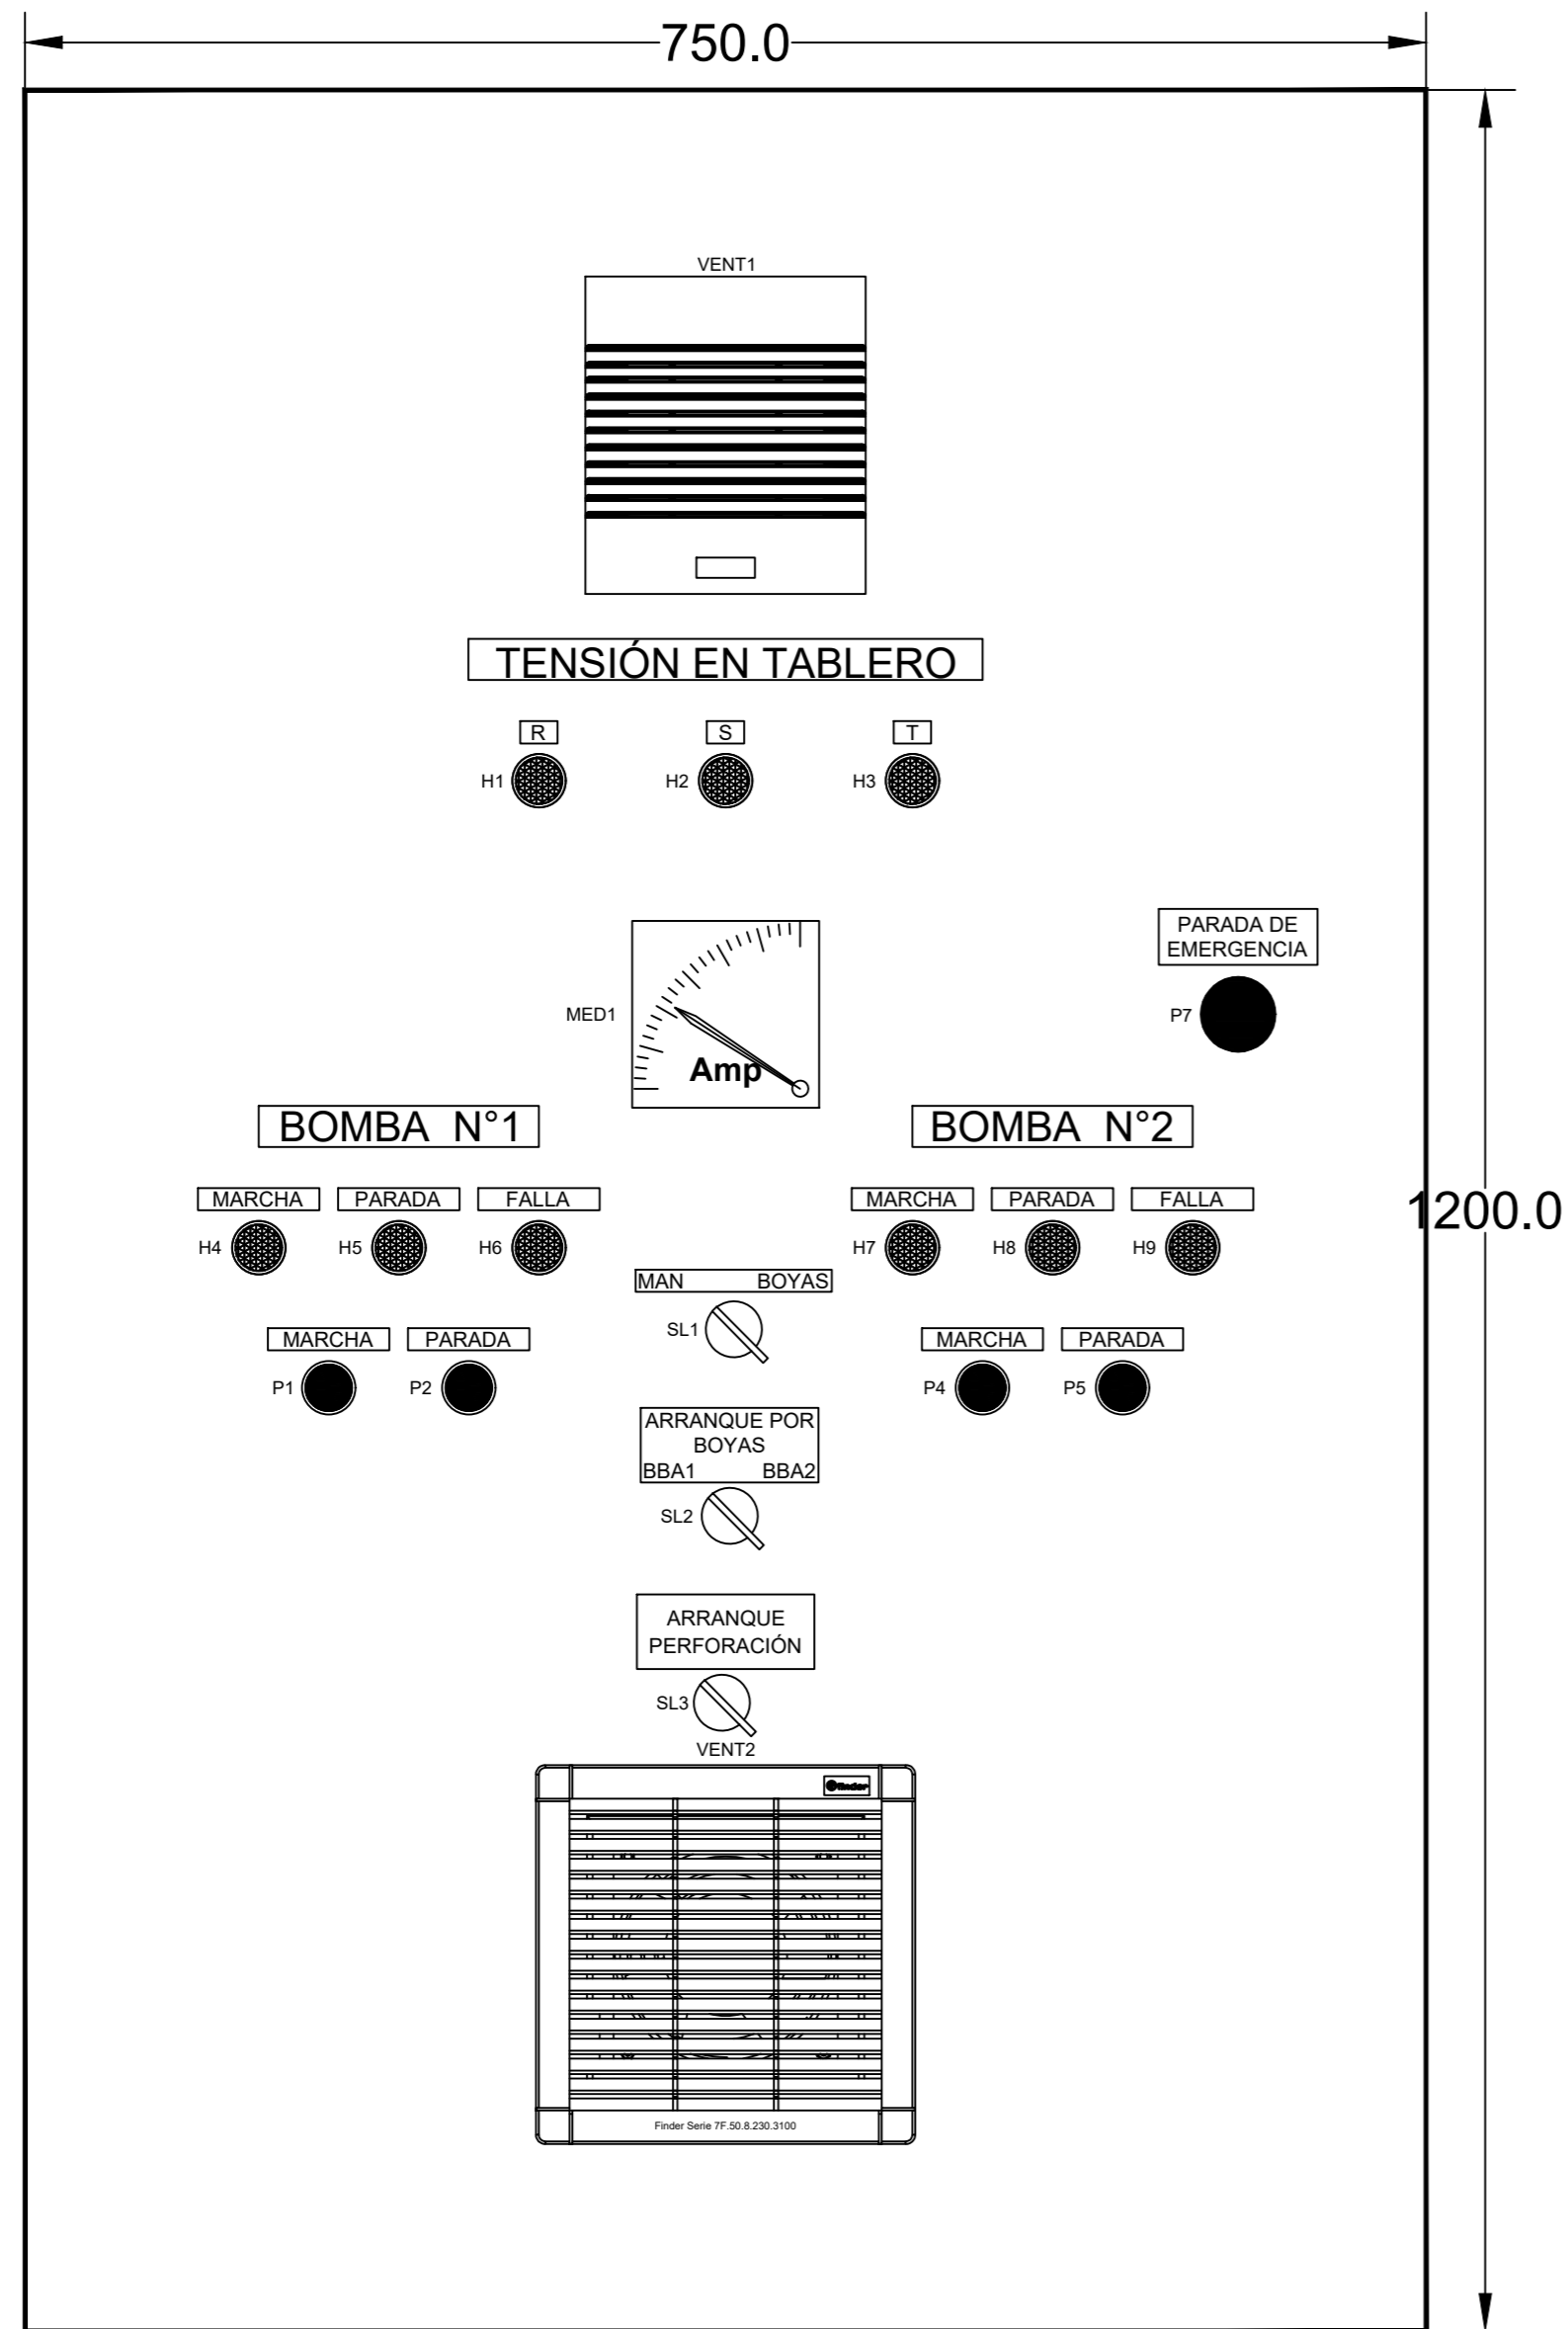 750.0
VENT1
TENSIÓN EN TABLERO
R S T
H1 H2 H3
PARADA DE
EMERGENCIA
MED1
P7
Amp
BOMBA N°1
BOMBA N°2
1200.0
MARCHA PARADA FALLA
MARCHA PARADA FALLA
H4 H5 H6
H7 H8 H9
MAN BOYAS
SL1
MARCHA PARADA
MARCHA PARADA
P1 P2
P4 P5
ARRANQUE POR
BOYAS
BBA1 BBA2
SL2
ARRANQUE
PERFORACIÓN
SL3
VENT2
finder
Finder Serie 7F.50.8.230.3100